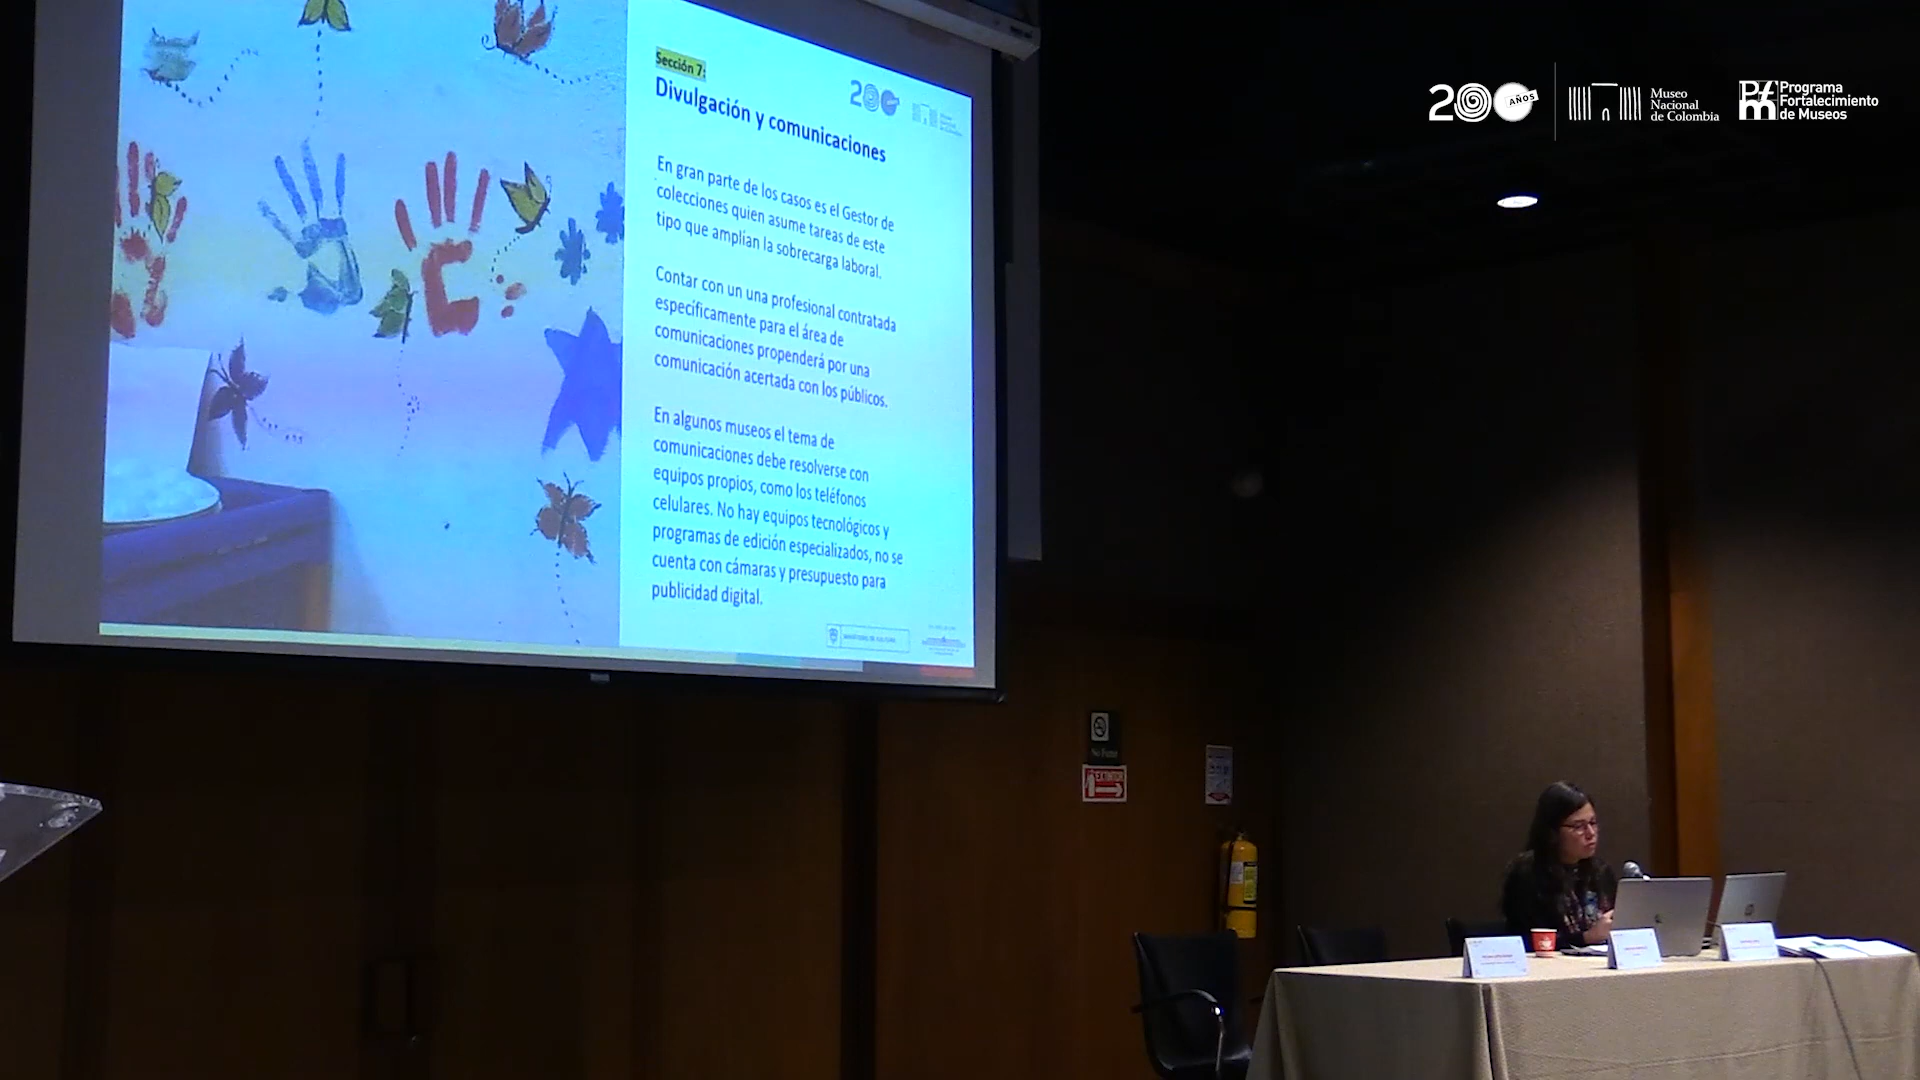 Sección 7:
Divulgación y comunicaciones
200
En gran parte de los casos es el Gestor de
colecciones quien asume tareas de este
tipo que amplían la sobrecarga laboral.
Contar con un una profesional contratada
específicamente para el área de
comunicaciones propenderá por una
comunicación acertada con los públicos.
En algunos museos el tema de
comunicaciones debe resolverse con
equipos propios, como los teléfonos
celulares. No hay equipos tecnológicos y
programas de edición especializados, no se
cuenta con cámaras y presupuesto para
publicidad digital.
200 AÑOS
Museo
Nacional
de Colombia
Pfm
Programa
Fortalecimiento
de Museos
No Fumar
EXTINTOR